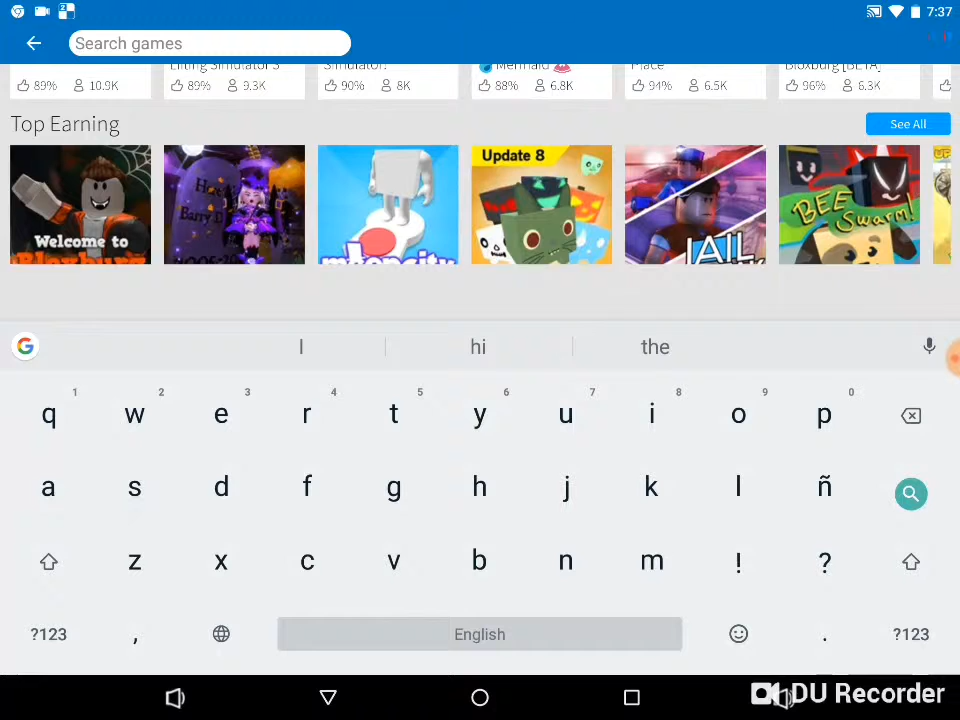 7:37
Search games
Lifting Simulator 3
Simulator!
Mermaid
Place
Bloxburg [BETA]
89% 10.9K 89% 9.3K 90% 8K 88% 6.8K 94% 6.5K 96% 6.3K
Top Earning
See All
Welcome to
Bloxburg
Update 8
JAIL
BEE
Swarm!
I hi the
1 2 3 4 5 6 7 8 9 0
q w e r t y u i o p
a s d f g h j k l ñ
z x c v b n m ! ?
?123 , English . ?123
DU Recorder